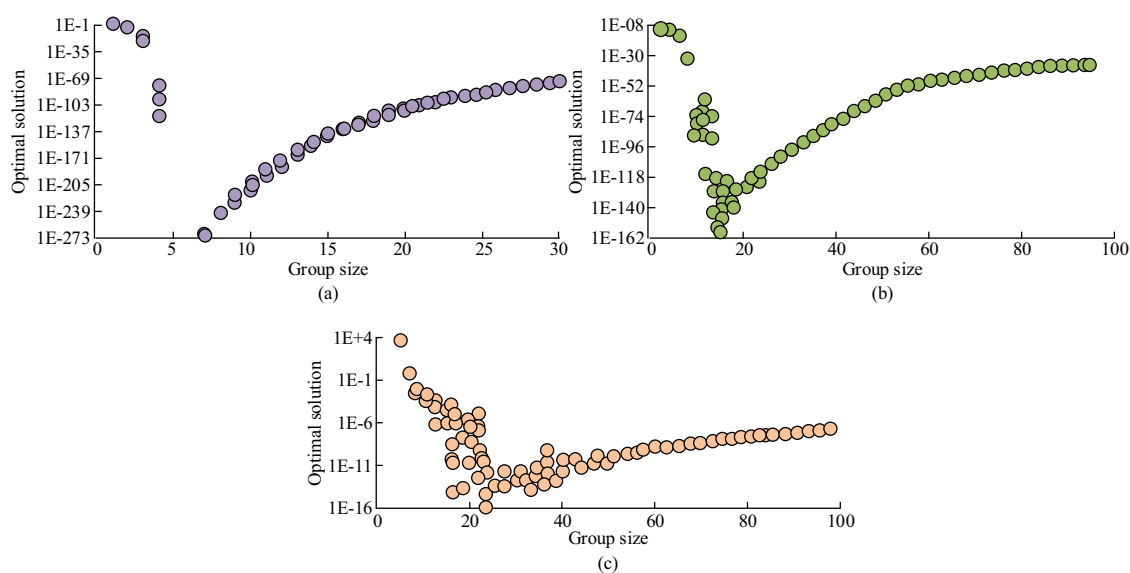 Optimal solution
1E-1
1E-35
1E-69
1E-103
1E-137
1E-171
1E-205
1E-239
1E-273
0 5 10 15 20 25 30
Group size
(a)
Optimal solution
1E-08
1E-30
1E-52
1E-74
1E-96
1E-118
1E-140
1E-162
0 20 40 60 80 100
Group size
(b)
Optimal solution
1E+4
1E-1
1E-6
1E-11
1E-16
0 20 40 60 80 100
Group size
(c)